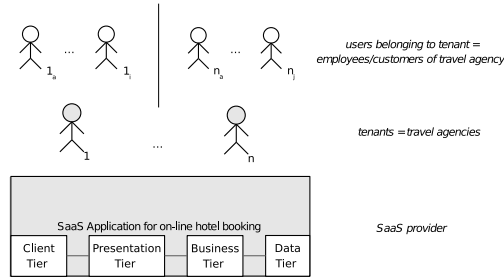 1a ... 1i na ... nj
users belonging to tenant =
employees/customers of travel agency
1 ... n
tenants = travel agencies
SaaS Application for on-line hotel booking
SaaS provider
Client Tier
Presentation Tier
Business Tier
Data Tier